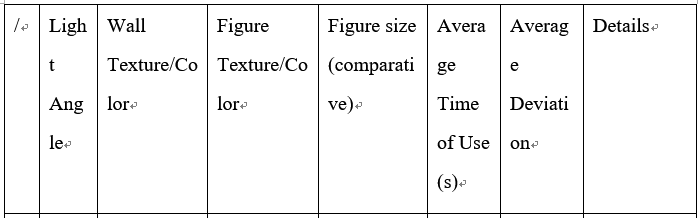 /
Ligh
t
Ang
le
Wall
Texture/Co
lor
Figure
Texture/Co
lor
Figure size
(comparati
ve)
Avera
ge
Time
of Use
(s)
Averag
e
Deviati
on
Details